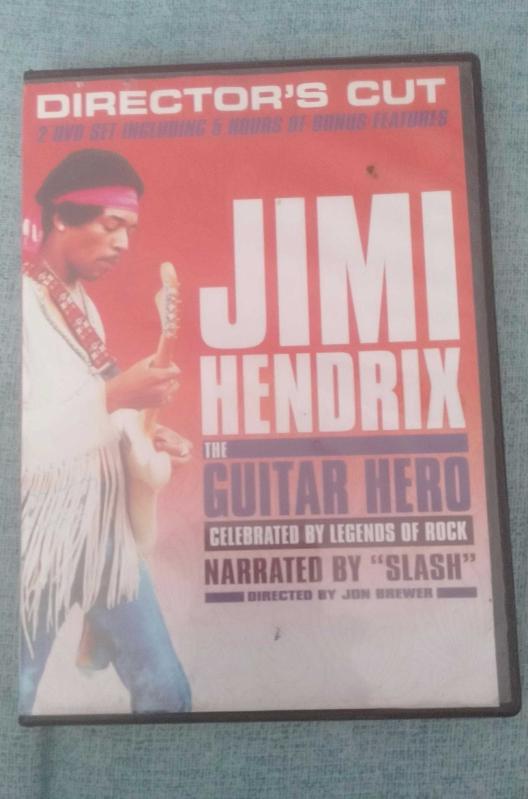 DIRECTOR'S CUT
2 DVD SET INCLUDING 5 HOURS OF BONUS FEATURES
JIMI
HENDRIX
THE
GUITAR HERO
CELEBRATED BY LEGENDS OF ROCK
NARRATED BY "SLASH"
DIRECTED BY JON BREWER